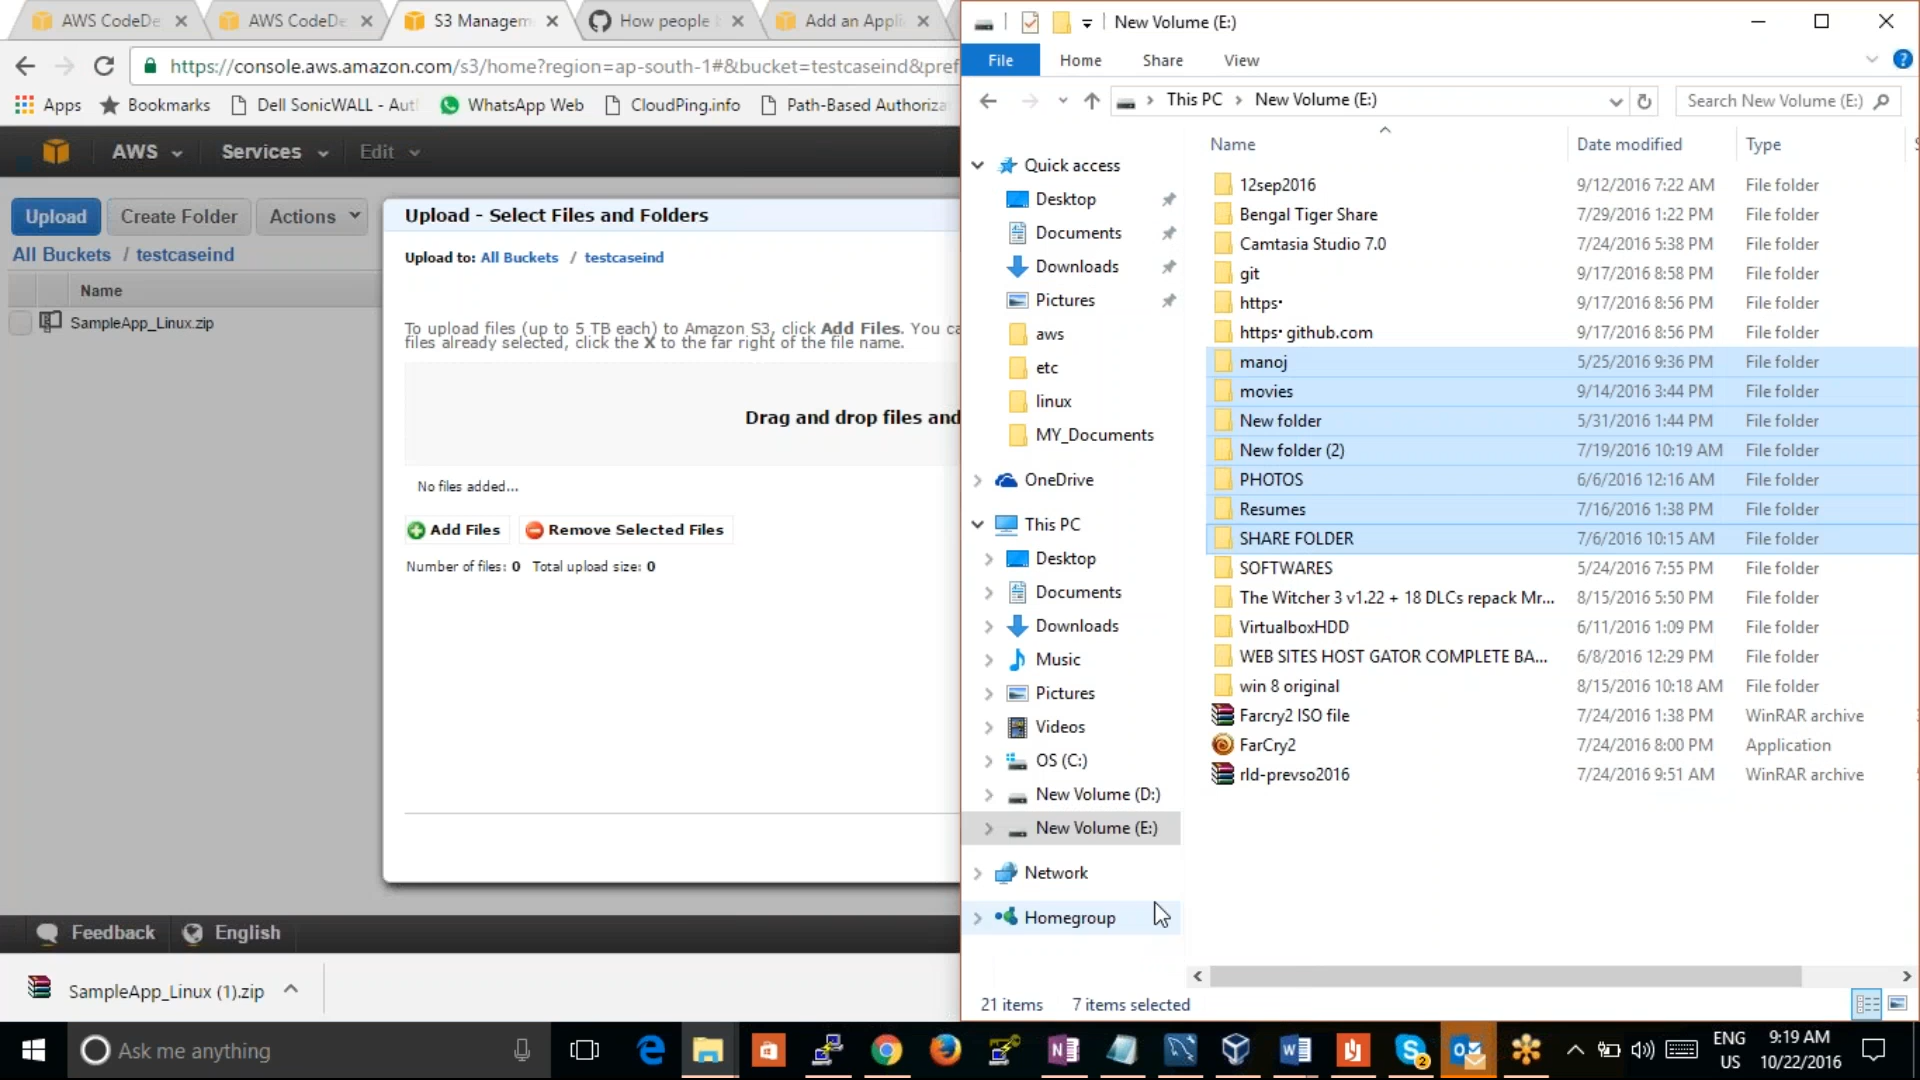 AWS CodeDe
AWS CodeDe
S3 Managem
How people
Add an Appli
https://console.aws.amazon.com/s3/home?region=ap-south-1#&bucket=testcaseind&pref
Apps
Bookmarks
Dell SonicWALL - Aut
WhatsApp Web
CloudPing.info
Path-Based Authoriza
AWS
Services
Edit
Upload
Create Folder
Actions
All Buckets / testcaseind
Name
SampleApp_Linux.zip
Upload - Select Files and Folders
Upload to: All Buckets / testcaseind
To upload files (up to 5 TB each) to Amazon S3, click Add Files. You ca
files already selected, click the X to the far right of the file name.
Drag and drop files and
No files added...
Add Files
Remove Selected Files
Number of files: 0 Total upload size: 0
Feedback
English
SampleApp_Linux (1).zip
New Volume (E:)
File
Home
Share
View
This PC
New Volume (E:)
Search New Volume (E:)
Quick access
Desktop
Documents
Downloads
Pictures
aws
etc
linux
MY_Documents
OneDrive
This PC
Desktop
Documents
Downloads
Music
Pictures
Videos
OS (C:)
New Volume (D:)
New Volume (E:)
Network
Homegroup
Name Date modified Type
12sep2016 9/12/2016 7:22 AM File folder
Bengal Tiger Share 7/29/2016 1:22 PM File folder
Camtasia Studio 7.0 7/24/2016 5:38 PM File folder
git 9/17/2016 8:58 PM File folder
https• 9/17/2016 8:56 PM File folder
https• github.com 9/17/2016 8:56 PM File folder
manoj 5/25/2016 9:36 PM File folder
movies 9/14/2016 3:44 PM File folder
New folder 5/31/2016 1:44 PM File folder
New folder (2) 7/19/2016 10:19 AM File folder
PHOTOS 6/6/2016 12:16 AM File folder
Resumes 7/16/2016 1:38 PM File folder
SHARE FOLDER 7/6/2016 10:15 AM File folder
SOFTWARES 5/24/2016 7:55 PM File folder
The Witcher 3 v1.22 + 18 DLCs repack Mr... 8/15/2016 5:50 PM File folder
VirtualboxHDD 6/11/2016 1:09 PM File folder
WEB SITES HOST GATOR COMPLETE BA... 6/8/2016 12:29 PM File folder
win 8 original 8/15/2016 10:18 AM File folder
Farcry2 ISO file 7/24/2016 1:38 PM WinRAR archive
FarCry2 7/24/2016 8:00 PM Application
rld-prevso2016 7/24/2016 9:51 AM WinRAR archive
21 items 7 items selected
Ask me anything
ENG
US
9:19 AM
10/22/2016